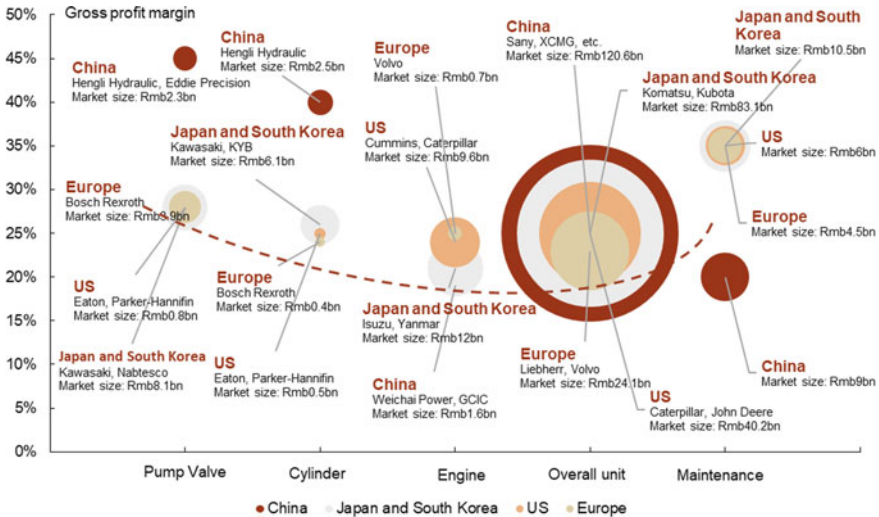 Gross profit margin
50%
45%
40%
35%
30%
25%
20%
15%
10%
5%
0%
China
Hengli Hydraulic, Eddie Precision
Market size: Rmb2.3bn
Europe
Bosch Rexroth
Market size: Rmb3.9bn
US
Eaton, Parker-Hannifin
Market size: Rmb0.8bn
Japan and South Korea
Kawasaki, Nabtesco
Market size: Rmb8.1bn
China
Hengli Hydraulic
Market size: Rmb2.5bn
Japan and South Korea
Kawasaki, KYB
Market size: Rmb6.1bn
Europe
Bosch Rexroth
Market size: Rmb0.4bn
US
Eaton, Parker-Hannifin
Market size: Rmb0.5bn
Europe
Volvo
Market size: Rmb0.7bn
US
Cummins, Caterpillar
Market size: Rmb9.6bn
Japan and South Korea
Isuzu, Yanmar
Market size: Rmb12bn
China
Weichai Power, GCIC
Market size: Rmb1.6bn
China
Sany, XCMG, etc.
Market size: Rmb120.6bn
Japan and South Korea
Komatsu, Kubota
Market size: Rmb83.1bn
Europe
Liebherr, Volvo
Market size: Rmb24.1bn
US
Caterpillar, John Deere
Market size: Rmb40.2bn
Japan and South
Korea
Market size: Rmb10.5bn
US
Market size: Rmb6bn
Europe
Market size: Rmb4.5bn
China
Market size: Rmb9bn
Pump Valve
Cylinder
Engine
Overall unit
Maintenance
China
Japan and South Korea
US
Europe